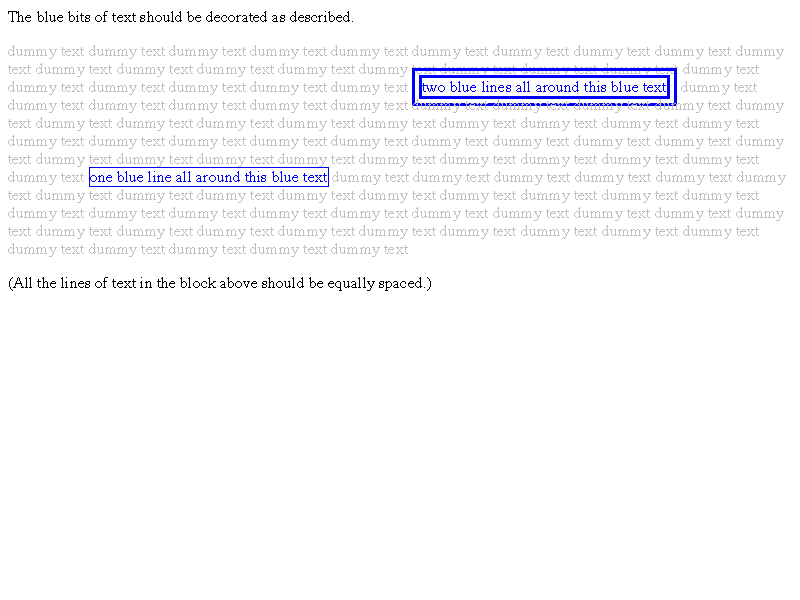 The blue bits of text should be decorated as described.
dummy text dummy text dummy text dummy text dummy text dummy text dummy text dummy text dummy text dummy
text dummy text dummy text dummy text dummy text dummy text dummy text dummy text dummy text dummy text
dummy text dummy text dummy text dummy text dummy text two blue lines all around this blue text dummy text
dummy text dummy text dummy text dummy text dummy text dummy text dummy text dummy text dummy text dummy
text dummy text dummy text dummy text dummy text dummy text dummy text dummy text dummy text dummy text
dummy text dummy text dummy text dummy text dummy text dummy text dummy text dummy text dummy text dummy
text dummy text dummy text dummy text dummy text dummy text dummy text dummy text dummy text dummy text
dummy text one blue line all around this blue text dummy text dummy text dummy text dummy text dummy text dummy
text dummy text dummy text dummy text dummy text dummy text dummy text dummy text dummy text dummy text
dummy text dummy text dummy text dummy text dummy text dummy text dummy text dummy text dummy text dummy
text dummy text dummy text dummy text dummy text dummy text dummy text dummy text dummy text dummy text
dummy text dummy text dummy text dummy text dummy text
(All the lines of text in the block above should be equally spaced.)